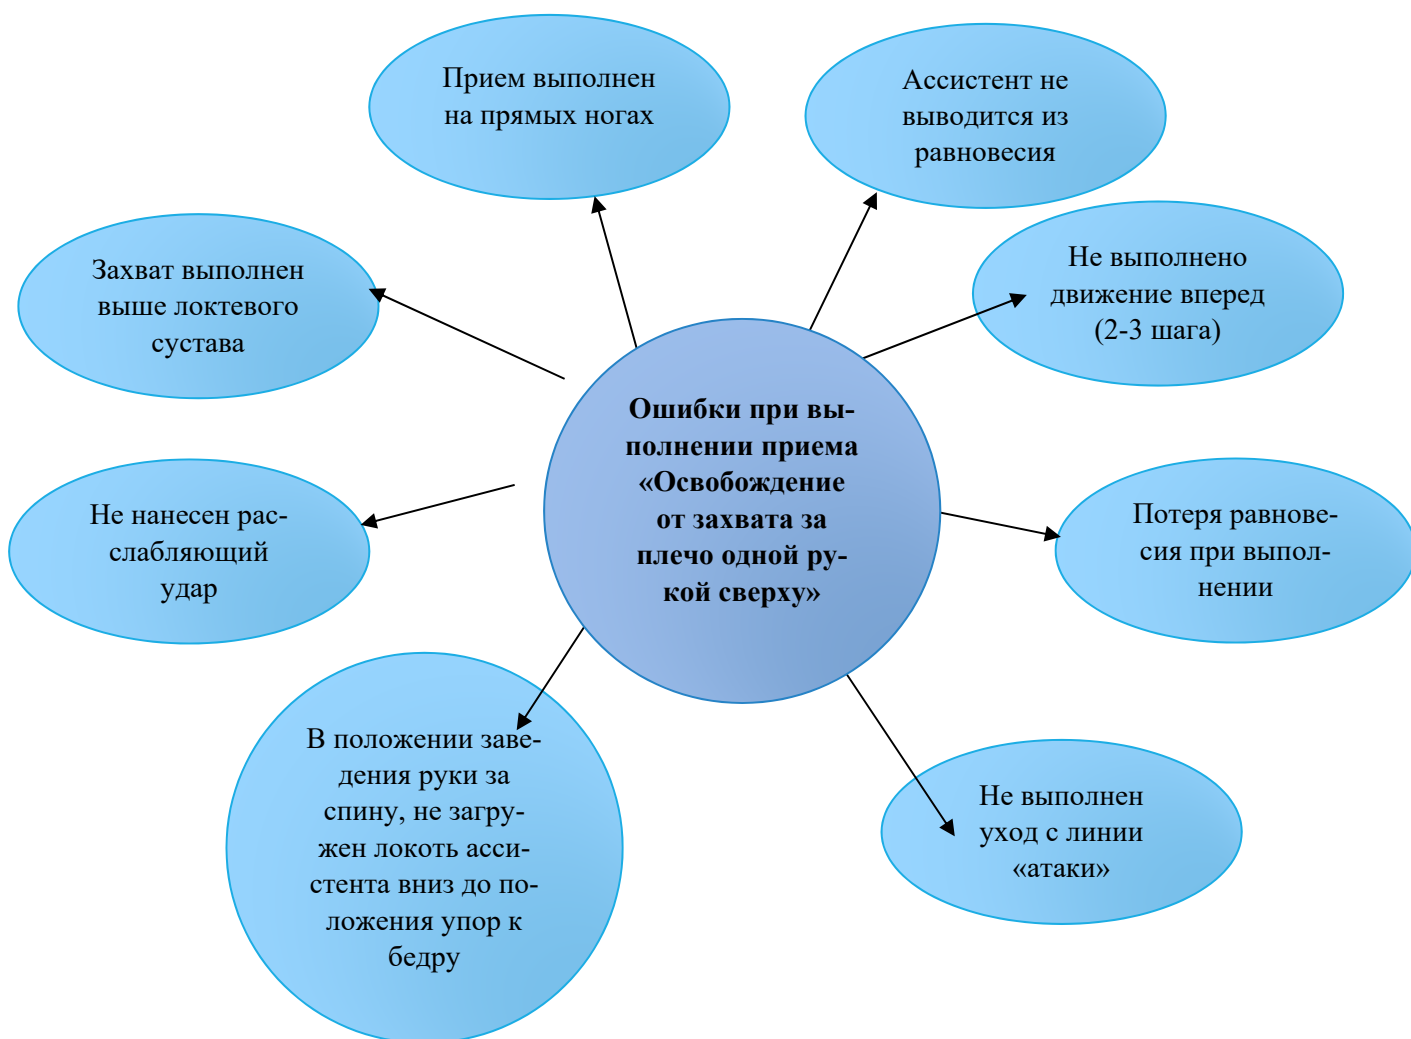 Прием выполнен
на прямых ногах
Ассистент не
выводится из
равновесия
Захват выполнен
выше локтевого
сустава
Не выполнено
движение вперед
(2-3 шага)
Ошибки при вы-
полнении приема
«Освобождение
от захвата за
плечо одной ру-
кой сверху»
Не нанесен рас-
слабляющий
удар
Потеря равнове-
сия при выпол-
нении
В положении заве-
дения руки за
спину, не загру-
жен локоть асси-
стента вниз до по-
ложения упор к
бедру
Не выполнен
уход с линии
«атаки»